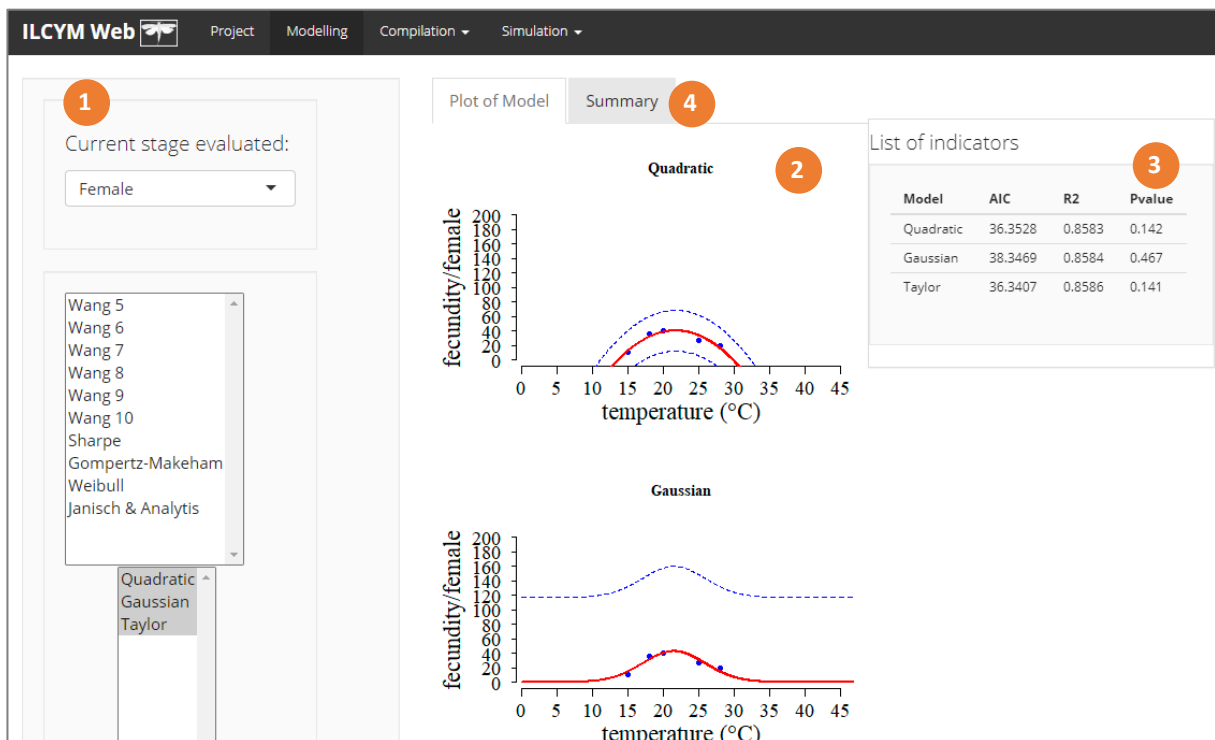 ILCYM Web Project Modelling Compilation Simulation
1
Current stage evaluated:
Female
Wang 5
Wang 6
Wang 7
Wang 8
Wang 9
Wang 10
Sharpe
Gompertz-Makeham
Weibull
Janisch & Analytis
Quadratic
Gaussian
Taylor
Plot of Model Summary 4
2
Quadratic
fecundity/female
200
180
160
140
120
100
80
60
40
20
0
0 5 10 15 20 25 30 35 40 45
temperature (°C)
Gaussian
fecundity/female
200
180
160
140
120
100
80
60
40
20
0
0 5 10 15 20 25 30 35 40 45
temperature (°C)
List of indicators
3
Model AIC R2 Pvalue
Quadratic 36.3528 0.8583 0.142
Gaussian 38.3469 0.8584 0.467
Taylor 36.3407 0.8586 0.141